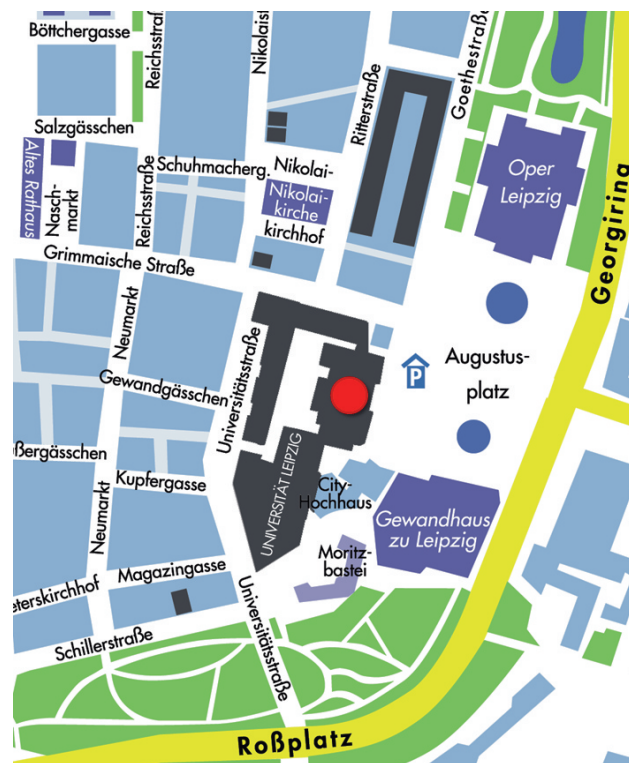 Böttchergasse
Reichsstraße
Nikolaist
Ritterstraße
Goethestraße
Salzgässchen
Altes Rathaus
Nasch-
markt
Reichsstraße
Schuhmacherg.
Nikolai-
Nikolai-
kirche
kirchhof
Oper
Leipzig
Georgiring
Grimmaische Straße
Neumarkt
Universitätsstraße
Gewandgässchen
P
Augustus-
platz
ußergässchen
Kupfergasse
Neumarkt
UNIVERSITÄT LEIPZIG
City-
Hochhaus
Gewandhaus
zu Leipzig
Moritz-
bastei
eterskirchhof
Magazingasse
Schillerstraße
Universitätsstraße
Roßplatz